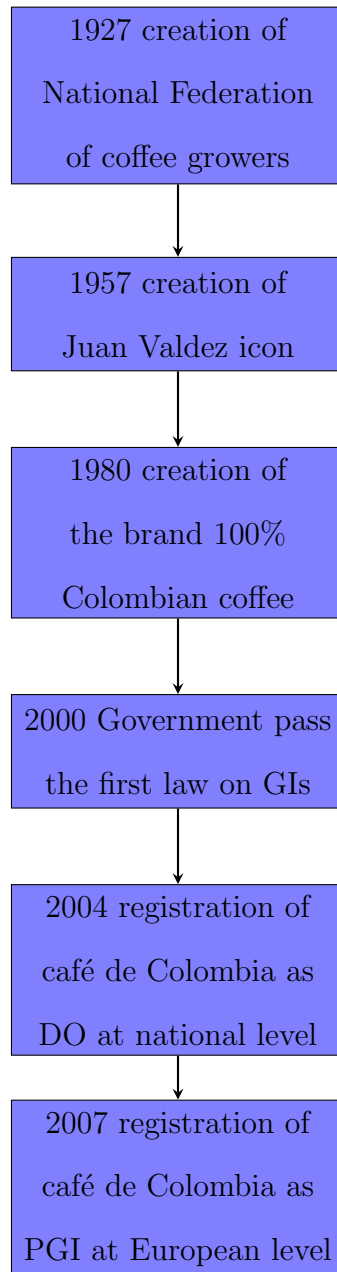 1927 creation of
National Federation
of coffee growers
1957 creation of
Juan Valdez icon
1980 creation of
the brand 100%
Colombian coffee
2000 Government pass
the first law on GIs
2004 registration of
café de Colombia as
DO at national level
2007 registration of
café de Colombia as
PGI at European level